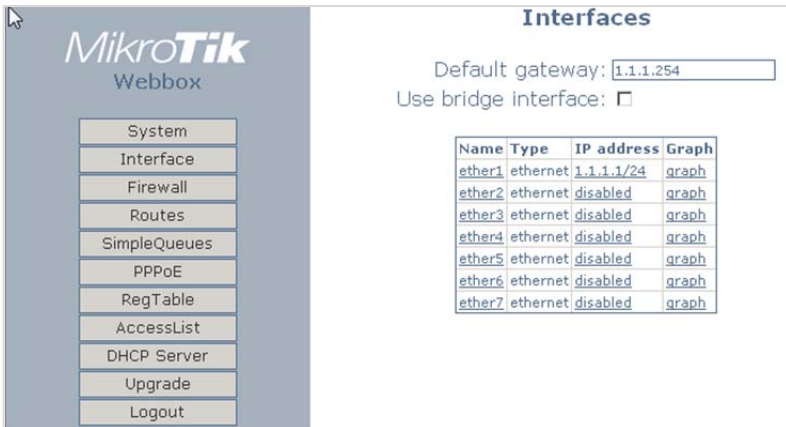 MikroTik
Webbox
System
Interface
Firewall
Routes
SimpleQueues
PPPoE
RegTable
AccessList
DHCP Server
Upgrade
Logout
Interfaces
Default gateway: 1.1.1.254
Use bridge interface:
Name Type IP address Graph
ether1 ethernet 1.1.1.1/24 graph
ether2 ethernet disabled graph
ether3 ethernet disabled graph
ether4 ethernet disabled graph
ether5 ethernet disabled graph
ether6 ethernet disabled graph
ether7 ethernet disabled graph